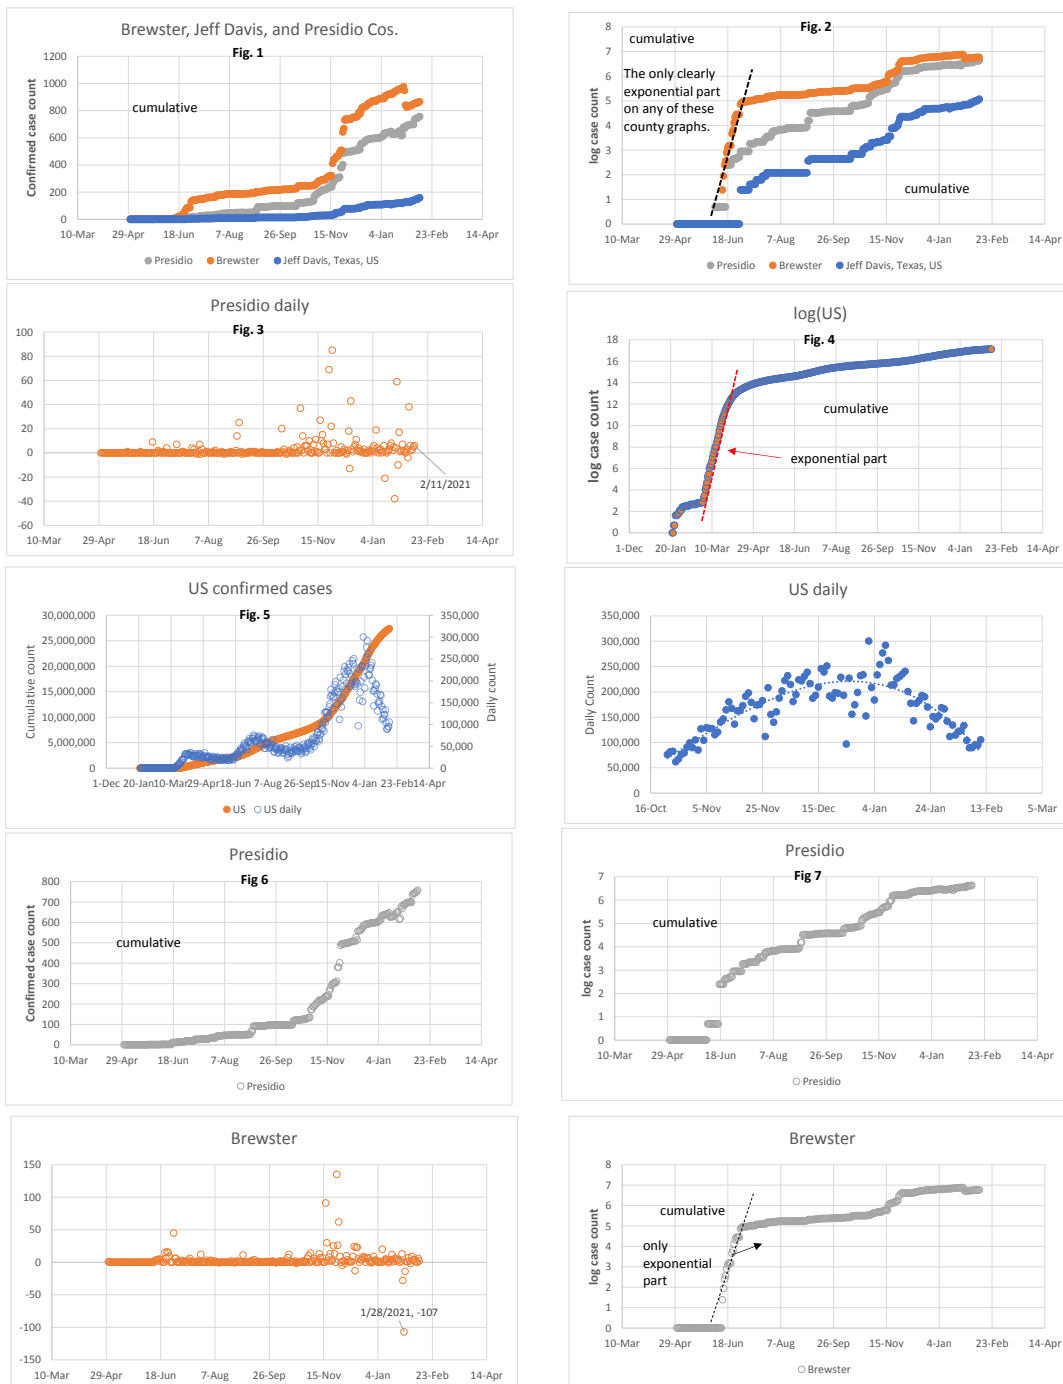 Brewster, Jeff Davis, and Presidio Cos.
Fig. 1
1200
1000
800
600
400
200
0
Confirmed case count
cumulative
10-Mar 29-Apr 18-Jun 7-Aug 26-Sep 15-Nov 4-Jan 23-Feb 14-Apr
Presidio Brewster Jeff Davis, Texas, US
Fig. 2
8
7
6
5
4
3
2
1
0
log case count
cumulative
The only clearly
exponential part
on any of these
county graphs.
cumulative
10-Mar 29-Apr 18-Jun 7-Aug 26-Sep 15-Nov 4-Jan 23-Feb 14-Apr
Presidio Brewster Jeff Davis, Texas, US
Presidio daily
Fig. 3
100
80
60
40
20
0
-20
-40
-60
2/11/2021
10-Mar 29-Apr 18-Jun 7-Aug 26-Sep 15-Nov 4-Jan 23-Feb 14-Apr
log(US)
Fig. 4
18
16
14
12
10
8
6
4
2
0
log case count
cumulative
exponential part
1-Dec 20-Jan 10-Mar 29-Apr 18-Jun 7-Aug 26-Sep 15-Nov 4-Jan 23-Feb 14-Apr
US confirmed cases
Fig. 5
30,000,000
25,000,000
20,000,000
15,000,000
10,000,000
5,000,000
0
Cumulative count
350,000
300,000
250,000
200,000
150,000
100,000
50,000
0
Daily count
1-Dec 20-Jan 10-Mar 29-Apr 18-Jun 7-Aug 26-Sep 15-Nov 4-Jan 23-Feb 14-Apr
US US daily
US daily
350,000
300,000
250,000
200,000
150,000
100,000
50,000
0
Daily Count
16-Oct 5-Nov 25-Nov 15-Dec 4-Jan 24-Jan 13-Feb 5-Mar
Presidio
Fig 6
800
700
600
500
400
300
200
100
0
Confirmed case count
cumulative
10-Mar 29-Apr 18-Jun 7-Aug 26-Sep 15-Nov 4-Jan 23-Feb 14-Apr
Presidio
Presidio
Fig 7
7
6
5
4
3
2
1
0
log case count
cumulative
10-Mar 29-Apr 18-Jun 7-Aug 26-Sep 15-Nov 4-Jan 23-Feb 14-Apr
Presidio
Brewster
150
100
50
0
-50
-100
-150
1/28/2021, -107
10-Mar 29-Apr 18-Jun 7-Aug 26-Sep 15-Nov 4-Jan 23-Feb 14-Apr
Brewster
8
7
6
5
4
3
2
1
0
log case count
cumulative
only
exponential
part
10-Mar 29-Apr 18-Jun 7-Aug 26-Sep 15-Nov 4-Jan 23-Feb 14-Apr
Brewster